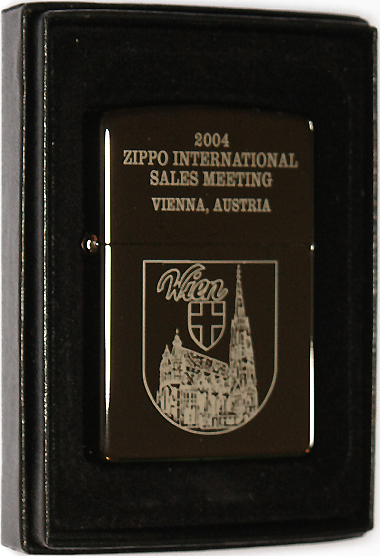 2004
ZIPPO INTERNATIONAL
SALES MEETING
VIENNA, AUSTRIA
Wien